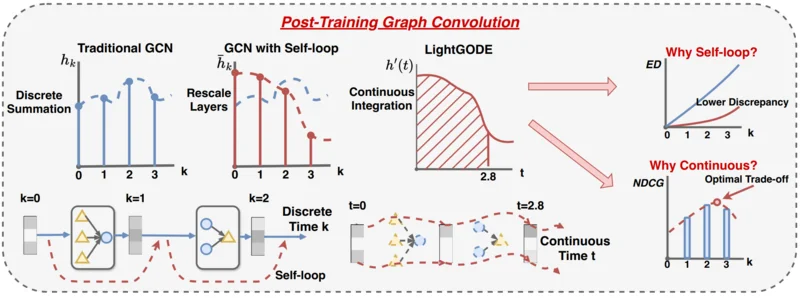 Post-Training Graph Convolution
Traditional GCN
h_k
Discrete
Summation
0 1 2 3 k
GCN with Self-loop
h̄_k
Rescale
Layers
0 1 2 3 k
LightGODE
h′(t)
Continuous
Integration
2.8 t
Why Self-loop?
ED
Lower Discrepancy
0 1 2 3 k
Why Continuous?
NDCG
Optimal Trade-off
0 1 2 3 k
k=0
k=1
k=2
Discrete
Time k
Self-loop
t=0
t=2.8
Continuous
Time t